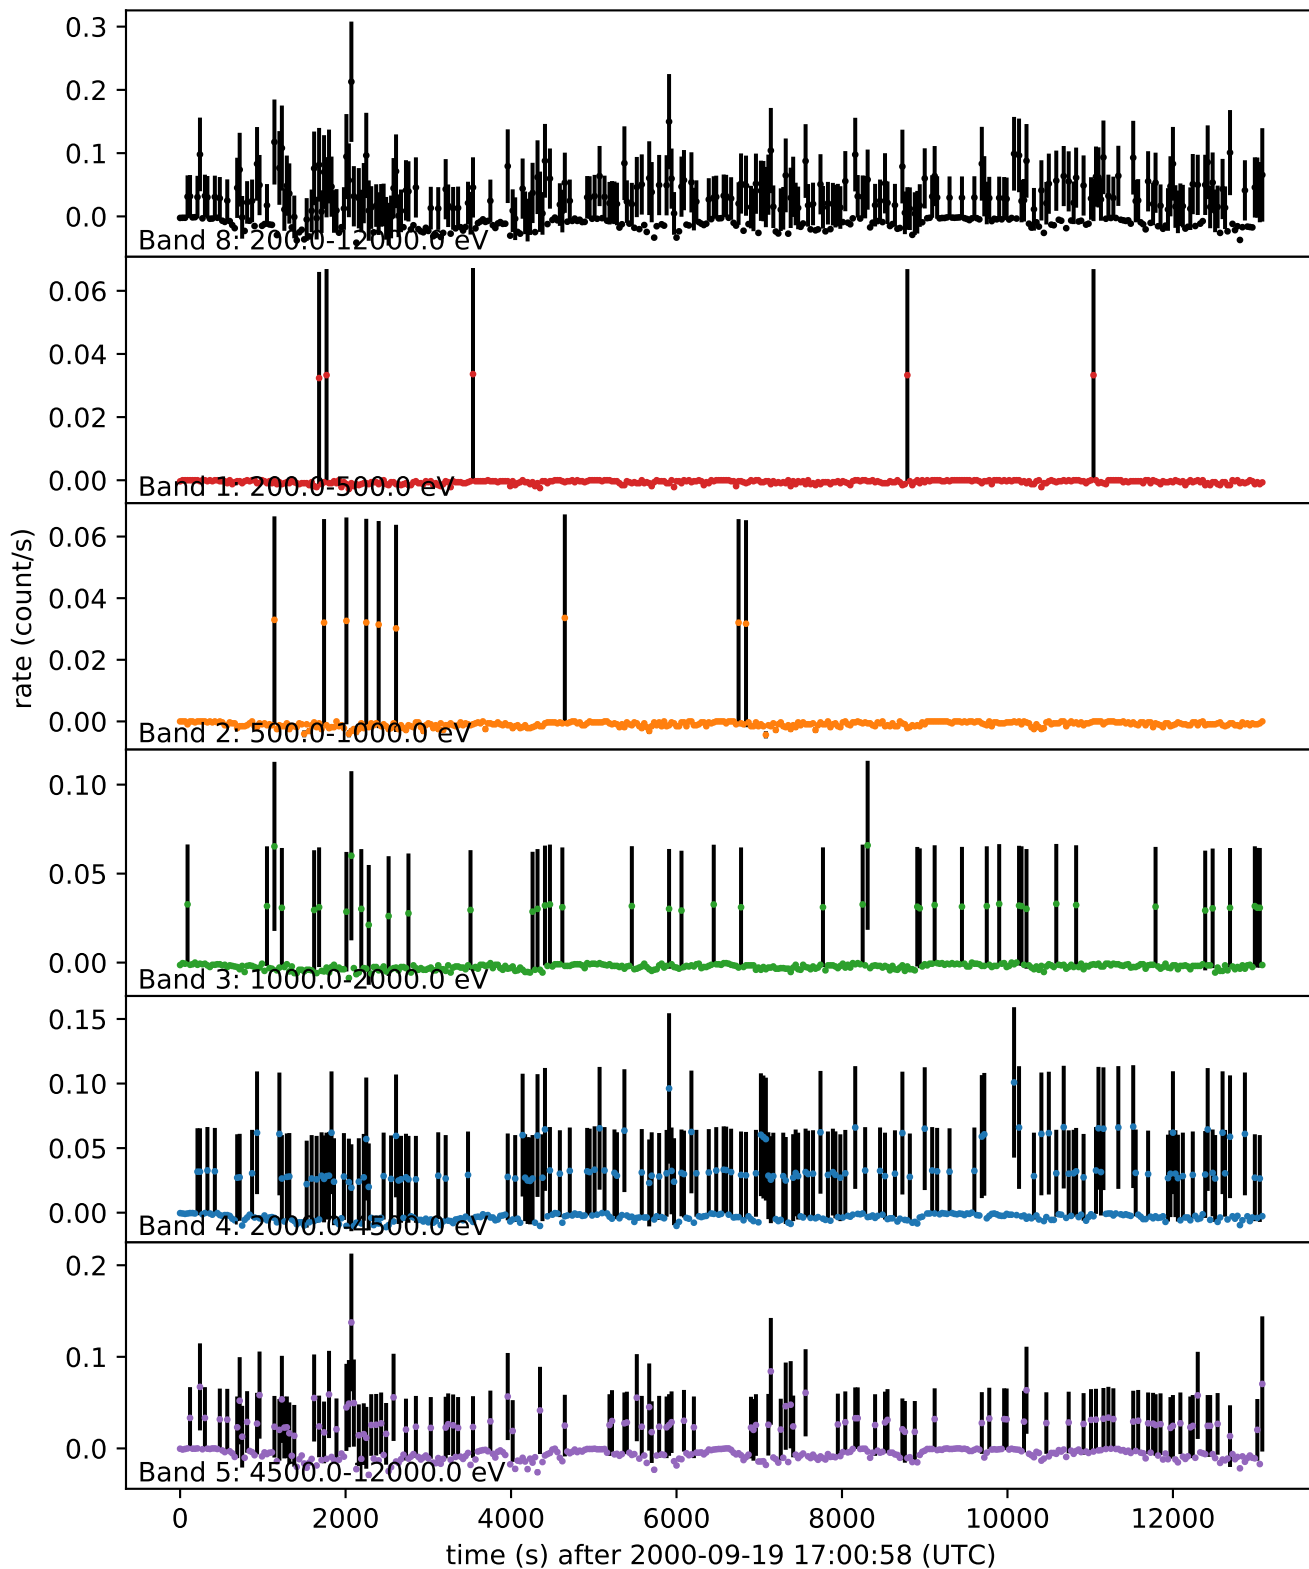 0.3
0.2
0.1
0.0
Band 8: 200.0-12000.0 eV
0.06
0.04
0.02
0.00
Band 1: 200.0-500.0 eV
rate (count/s)
0.06
0.04
0.02
0.00
Band 2: 500.0-1000.0 eV
0.10
0.05
0.00
Band 3: 1000.0-2000.0 eV
0.15
0.10
0.05
0.00
Band 4: 2000.0-4500.0 eV
0.2
0.1
0.0
Band 5: 4500.0-12000.0 eV
0 2000 4000 6000 8000 10000 12000
time (s) after 2000-09-19 17:00:58 (UTC)